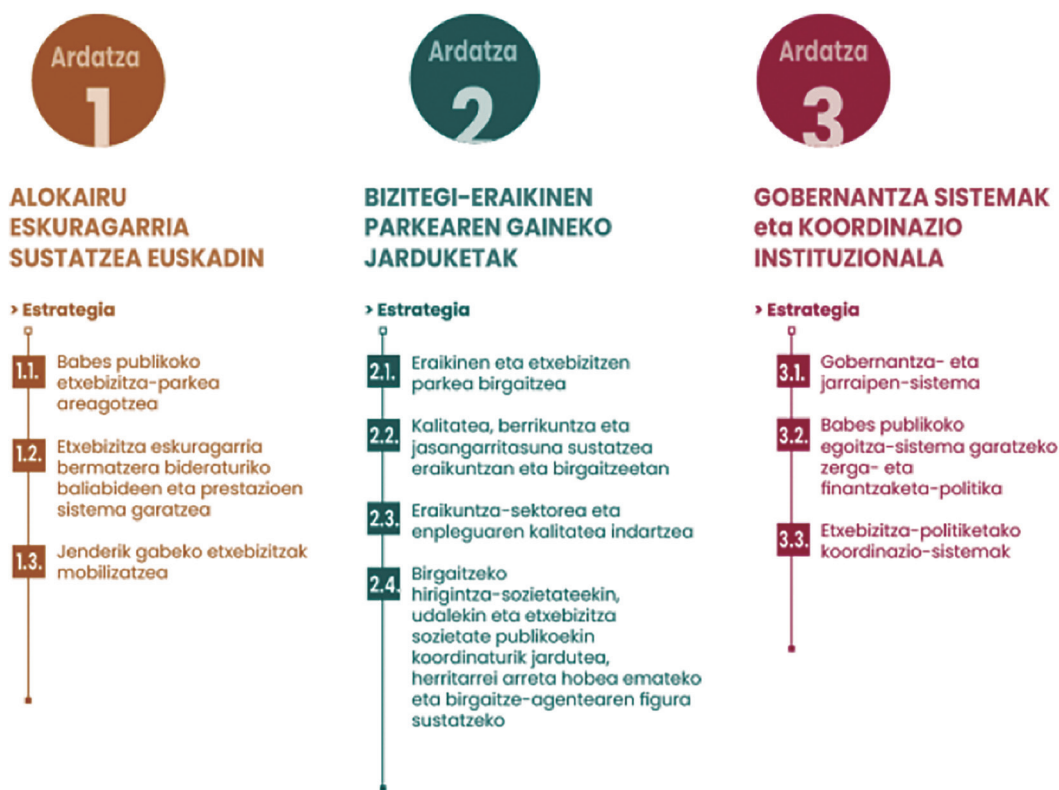 Ardatza
1
ALOKAIRU
ESKURAGARRIA
SUSTATZEA EUSKADIN
> Estrategia
1.1. Babes publikoko
etxebizitza-parkea
areagotzea
1.2. Etxebizitza eskuragarria
bermatzera bideraturiko
baliabideen eta prestazioen
sistema garatzea
1.3. Jenderik gabeko etxebizitzak
mobilizatzea
Ardatza
2
BIZITEGI-ERAIKINEN
PARKEAREN GAINEKO
JARDUKETAK
> Estrategia
2.1. Eraikinen eta etxebizitzen
parkea birgaitzea
2.2. Kalitatea, berrikuntza eta
jasangarritasuna sustatzea
eraikuntzan eta birgaitzeetan
2.3. Eraikuntza-sektorea eta
enpleguaren kalitatea indartzea
2.4. Birgaitzeko
hirigintza-sozietateekin,
udalekin eta etxebizitza
sozietate publikoekin
koordinaturik jardutea,
herritarrei arreta hobea emateko
eta birgaitze-agentearen figura
sustatzeko
Ardatza
3
GOBERNANTZA SISTEMAK
eta KOORDINAZIO
INSTITUZIONALA
> Estrategia
3.1. Gobernantza- eta
jarraipen-sistema
3.2. Babes publikoko
egoitza-sistema garatzeko
zerga- eta
finantzaketa-politika
3.3. Etxebizitza-politiketako
koordinazio-sistemak